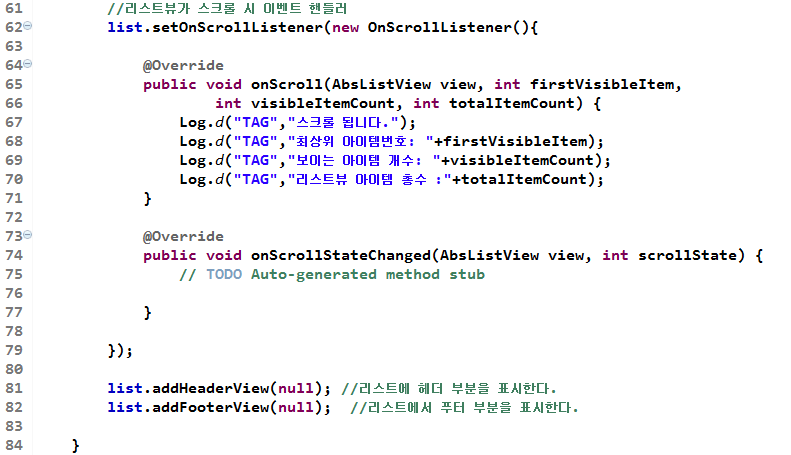 61 //리스트뷰가 스크롤 시 이벤트 핸들러
62 list.setOnScrollListener(new OnScrollListener(){
63
64 @Override
65 public void onScroll(AbsListView view, int firstVisibleItem,
66 int visibleItemCount, int totalItemCount) {
67 Log.d("TAG","스크롤 됩니다.");
68 Log.d("TAG","최상위 아이템번호: "+firstVisibleItem);
69 Log.d("TAG","보이는 아이템 개수: "+visibleItemCount);
70 Log.d("TAG","리스트뷰 아이템 총수 :"+totalItemCount);
71 }
72
73 @Override
74 public void onScrollStateChanged(AbsListView view, int scrollState) {
75 // TODO Auto-generated method stub
76
77 }
78
79 });
80
81 list.addHeaderView(null); //리스트에 헤더 부분을 표시한다.
82 list.addFooterView(null); //리스트에서 푸터 부분을 표시한다.
83
84 }